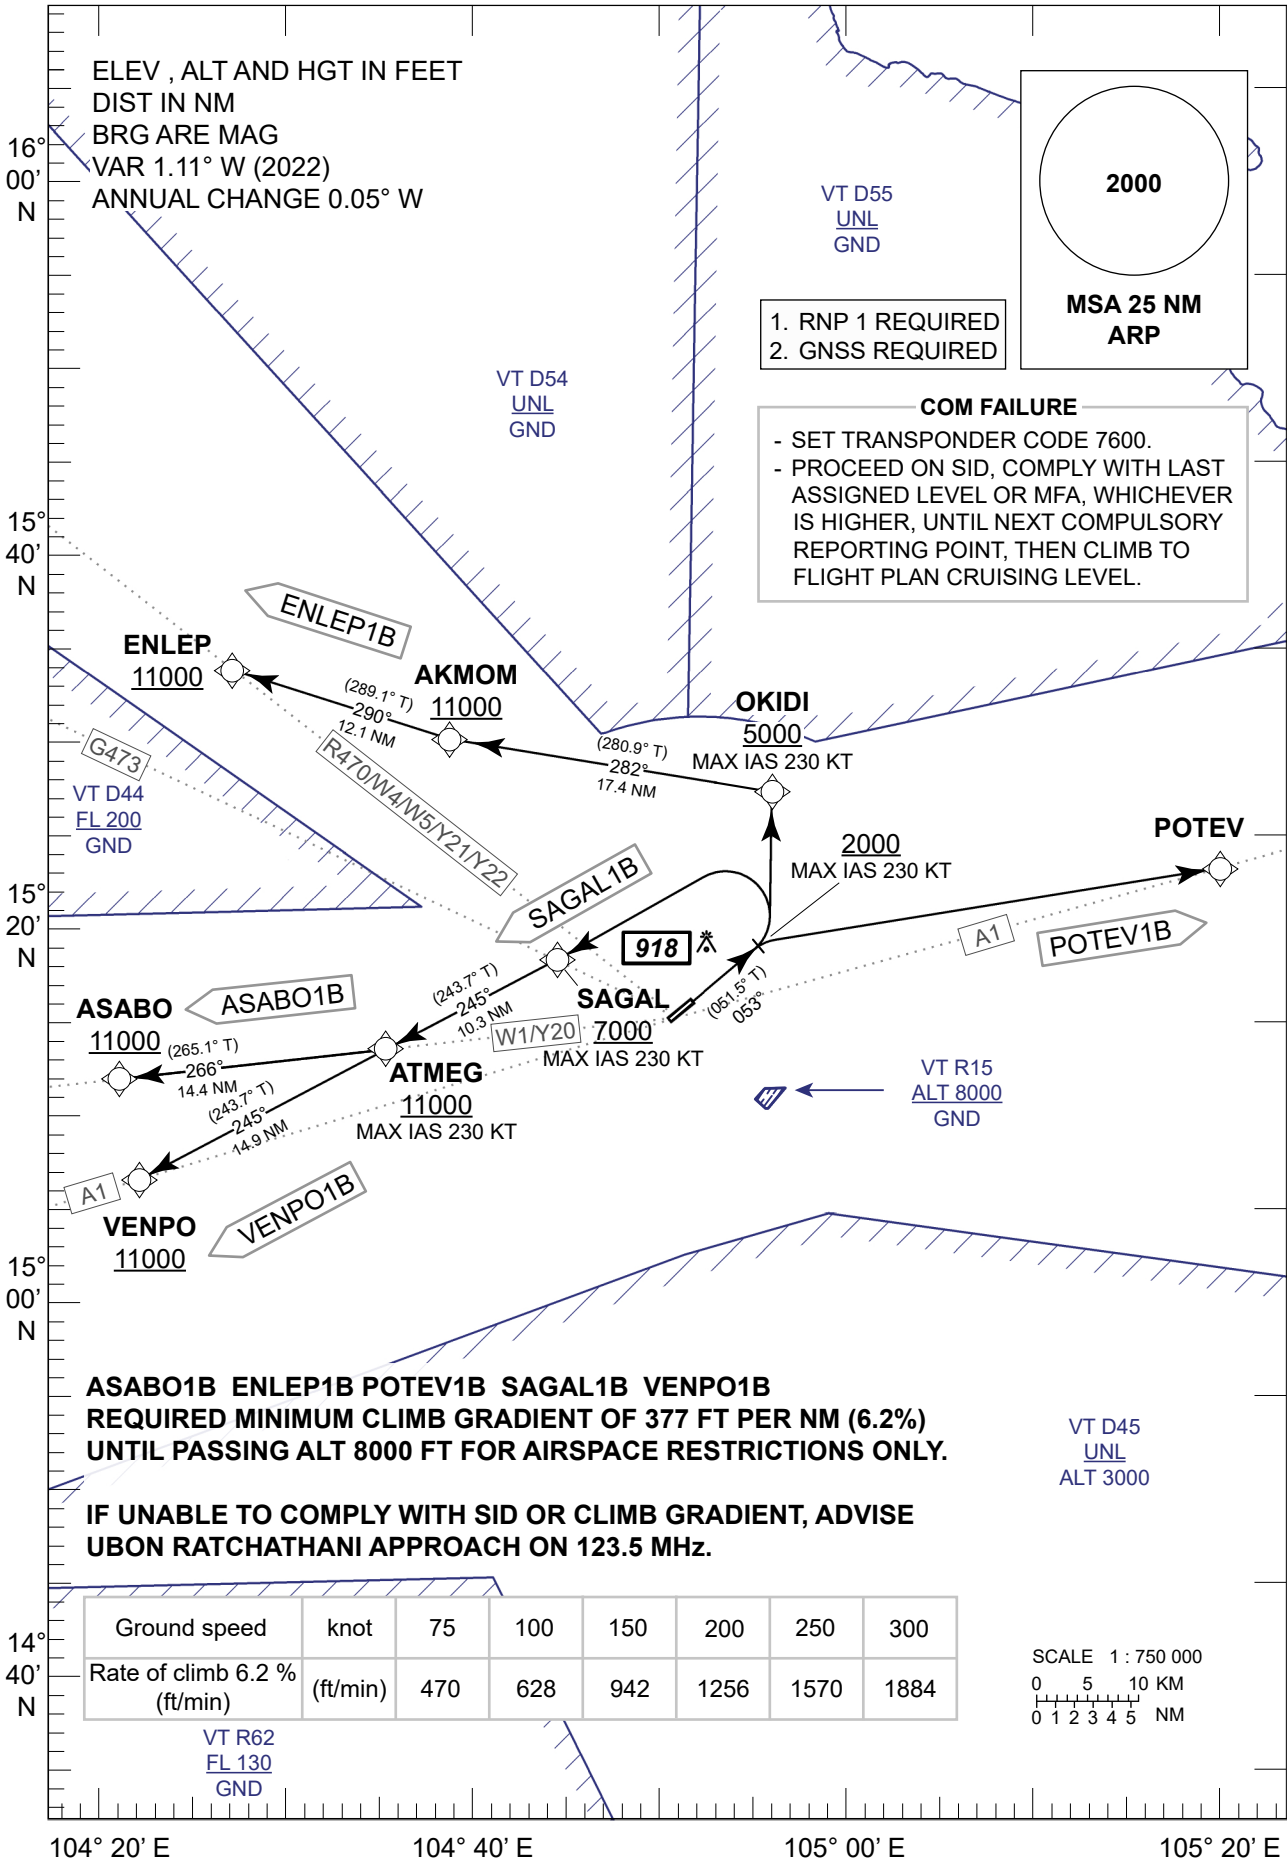 ELEV , ALT AND HGT IN FEET
DIST IN NM
BRG ARE MAG
VAR 1.11° W (2022)
ANNUAL CHANGE 0.05° W
16°
00’
N
VT D55
UNL
GND
2000
MSA 25 NM
ARP
1. RNP 1 REQUIRED
2. GNSS REQUIRED
VT D54
UNL
GND
COM FAILURE
- SET TRANSPONDER CODE 7600.
- PROCEED ON SID, COMPLY WITH LAST
ASSIGNED LEVEL OR MFA, WHICHEVER
IS HIGHER, UNTIL NEXT COMPULSORY
REPORTING POINT, THEN CLIMB TO
FLIGHT PLAN CRUISING LEVEL.
15°
40’
N
ENLEP1B
ENLEP
11000
(289.1° T)
290°
12.1 NM
AKMOM
11000
(280.9° T)
282°
17.4 NM
OKIDI
5000
MAX IAS 230 KT
G473
R470/W4/W5/Y21/Y22
VT D44
FL 200
GND
2000
MAX IAS 230 KT
POTEV
15°
20’
N
SAGAL1B
918
A1
POTEV1B
(051.5° T)
053°
SAGAL
7000
MAX IAS 230 KT
(243.7° T)
245°
10.3 NM
W1/Y20
ASABO1B
ASABO
11000
(265.1° T)
266°
14.4 NM
ATMEG
11000
MAX IAS 230 KT
(243.7° T)
245°
14.9 NM
VT R15
ALT 8000
GND
A1
VENPO1B
VENPO
11000
15°
00’
N
ASABO1B ENLEP1B POTEV1B SAGAL1B VENPO1B
REQUIRED MINIMUM CLIMB GRADIENT OF 377 FT PER NM (6.2%)
UNTIL PASSING ALT 8000 FT FOR AIRSPACE RESTRICTIONS ONLY.
VT D45
UNL
ALT 3000
IF UNABLE TO COMPLY WITH SID OR CLIMB GRADIENT, ADVISE
UBON RATCHATHANI APPROACH ON 123.5 MHz.
Ground speed knot 75 100 150 200 250 300
Rate of climb 6.2 %
(ft/min) (ft/min) 470 628 942 1256 1570 1884
14°
40’
N
SCALE 1 : 750 000
0 5 10 KM
0 1 2 3 4 5 NM
VT R62
FL 130
GND
104° 20’ E 104° 40’ E 105° 00’ E 105° 20’ E